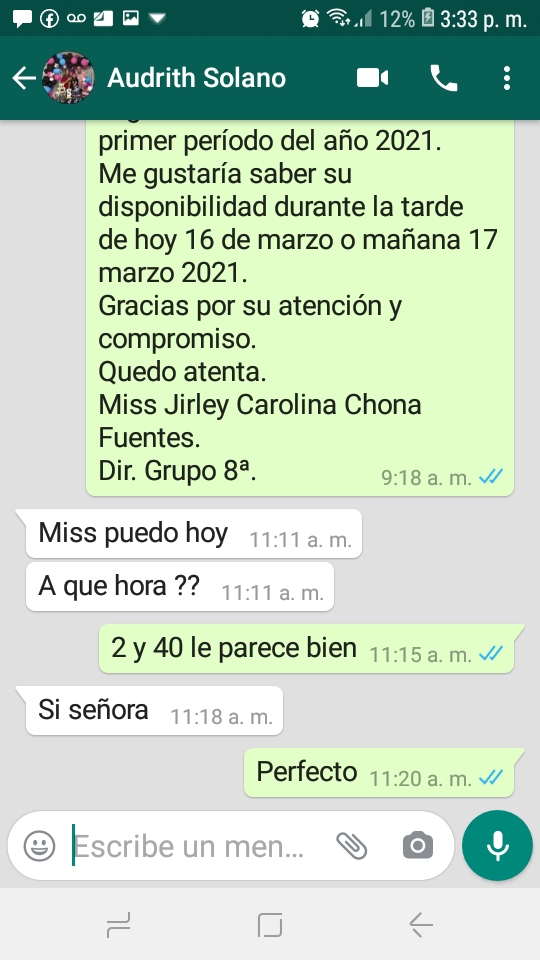 12% 3:33 p. m.
Audrith Solano
primer período del año 2021.
Me gustaría saber su
disponibilidad durante la tarde
de hoy 16 de marzo o mañana 17
marzo 2021.
Gracias por su atención y
compromiso.
Quedo atenta.
Miss Jirley Carolina Chona
Fuentes.
Dir. Grupo 8ª.
9:18 a. m.
Miss puedo hoy 11:11 a. m.
A que hora ?? 11:11 a. m.
2 y 40 le parece bien 11:15 a. m.
Si señora 11:18 a. m.
Perfecto 11:20 a. m.
Escribe un men...